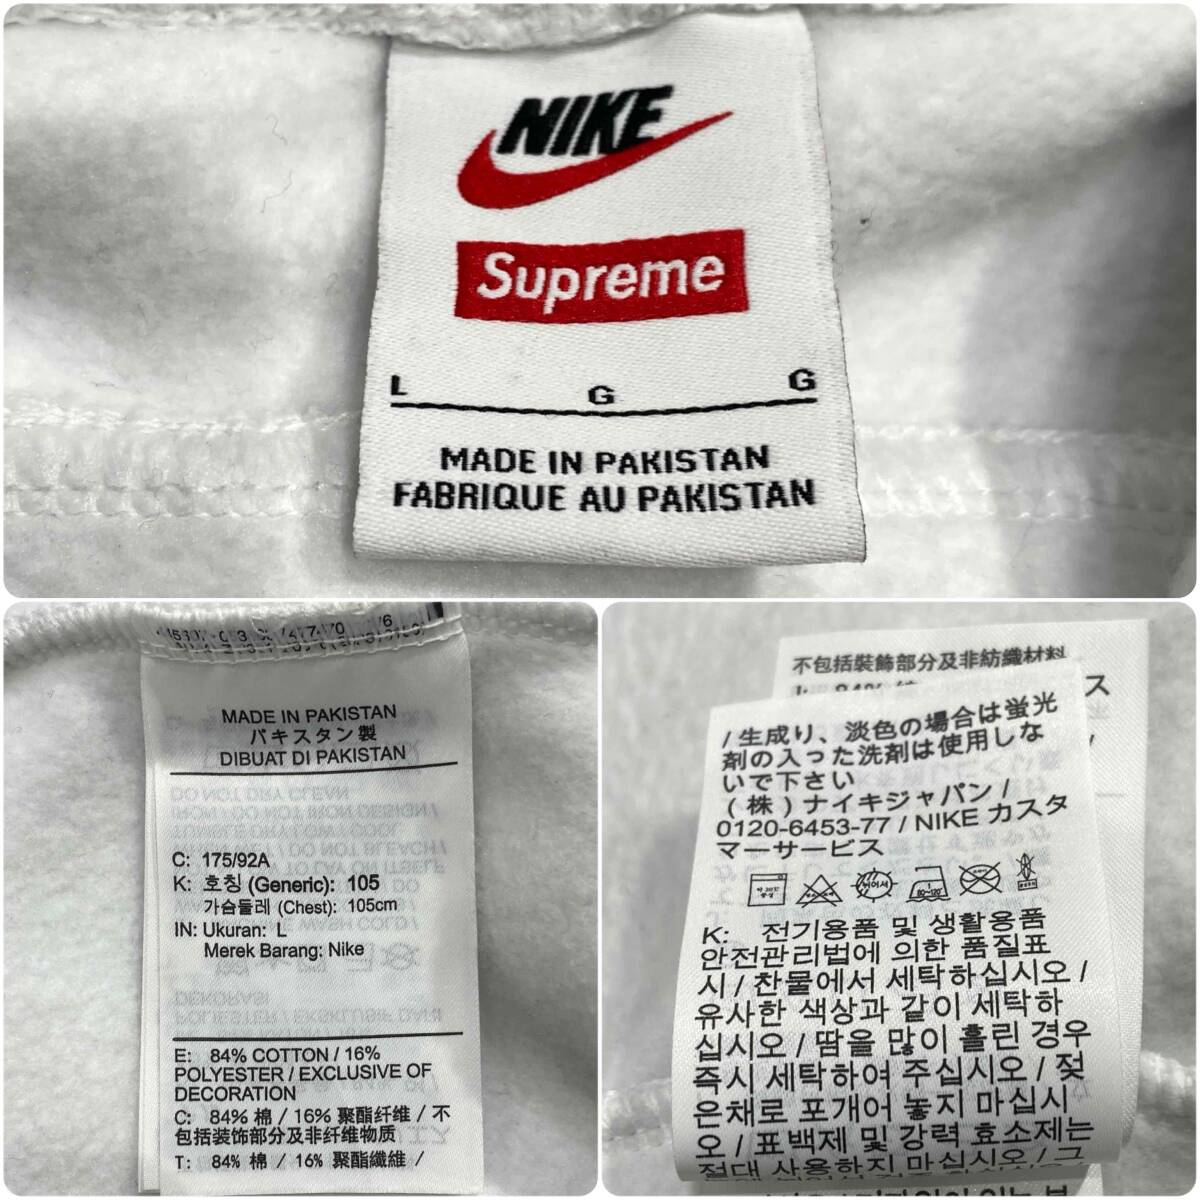 NIKE
Supreme
L G G
MADE IN PAKISTAN
FABRIQUE AU PAKISTAN
MADE IN PAKISTAN
パキスタン製
DIBUAT DI PAKISTAN
C: 175/92A
K: 호칭 (Generic): 105
가슴둘레 (Chest): 105cm
IN: Ukuran: L
Merek Barang: Nike
E: 84% COTTON / 16%
POLYESTER / EXCLUSIVE OF
DECORATION
C: 84% 棉 / 16% 聚酯纤维 / 不
包括装饰部分及非纤维物质
T: 84% 棉 / 16% 聚酯纖維 /
不包括裝飾部分及非紡織材料
/ 生成り、淡色の場合は蛍光
剤の入った洗剤は使用しな
いで下さい
(株)ナイキジャパン /
0120-6453-77 / NIKE カスタ
マーサービス
K: 전기용품 및 생활용품
안전관리법에 의한 품질표
시 / 찬물에서 세탁하십시오 /
유사한 색상과 같이 세탁하
십시오 / 땀을 많이 흘린 경우
즉시 세탁하여 주십시오 / 젖
은채로 포개어 놓지 마십시
오 / 표백제 및 강력 효소제는
절대 사용하지 마십시오 / 그